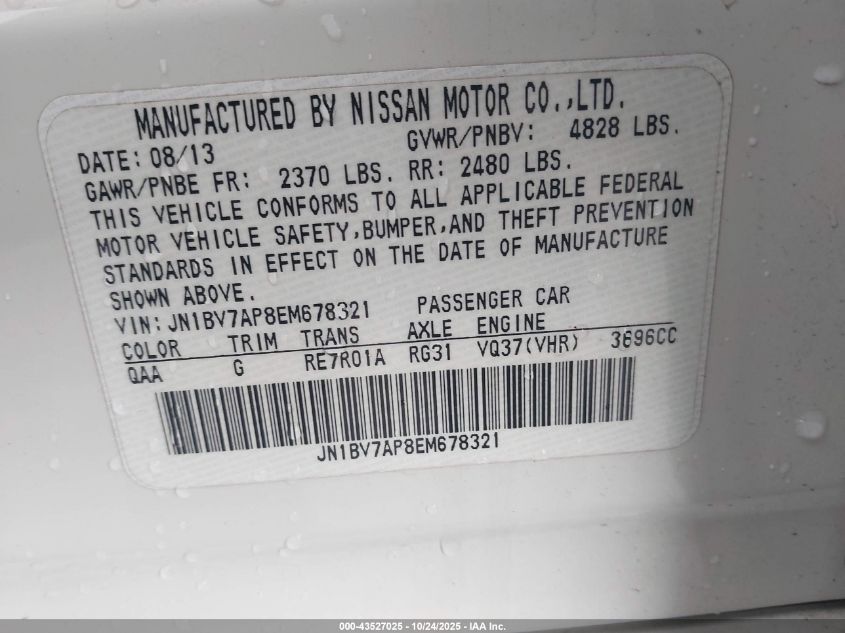 MANUFACTURED BY NISSAN MOTOR CO.,LTD.
DATE: 08/13 GVWR/PNBV: 4828 LBS.
GAWR/PNBE FR: 2370 LBS. RR: 2480 LBS.
THIS VEHICLE CONFORMS TO ALL APPLICABLE FEDERAL
MOTOR VEHICLE SAFETY,BUMPER,AND THEFT PREVENTION
STANDARDS IN EFFECT ON THE DATE OF MANUFACTURE
SHOWN ABOVE.
VIN: JN1BV7AP8EM678321 PASSENGER CAR
COLOR TRIM TRANS AXLE ENGINE
QAA G RE7R01A RG31 VQ37(VHR) 3696CC
JN1BV7AP8EM678321
000-43527025 - 10/24/2025 - IAA Inc.